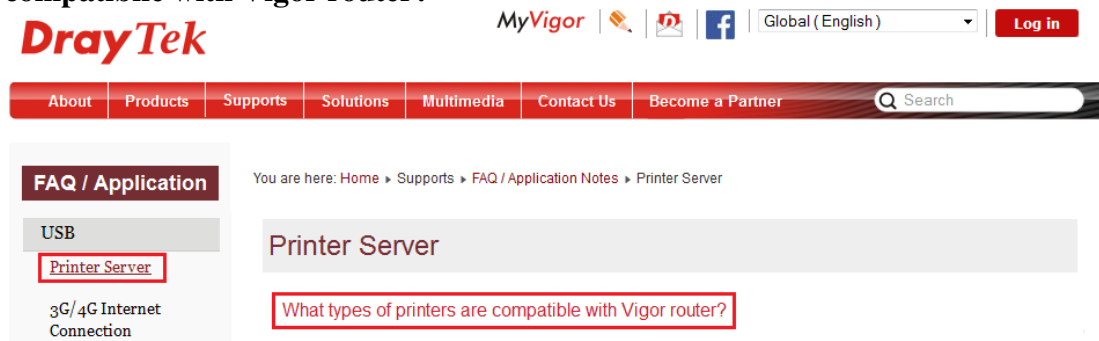 compatible with Vigor router?
DrayTek
MyVigor
Global ( English )
Log in
About Products Supports Solutions Multimedia Contact Us Become a Partner
Search
FAQ / Application
You are here: Home ▸ Supports ▸ FAQ / Application Notes ▸ Printer Server
USB
Printer Server
Printer Server
What types of printers are compatible with Vigor router?
3G/4G Internet
Connection